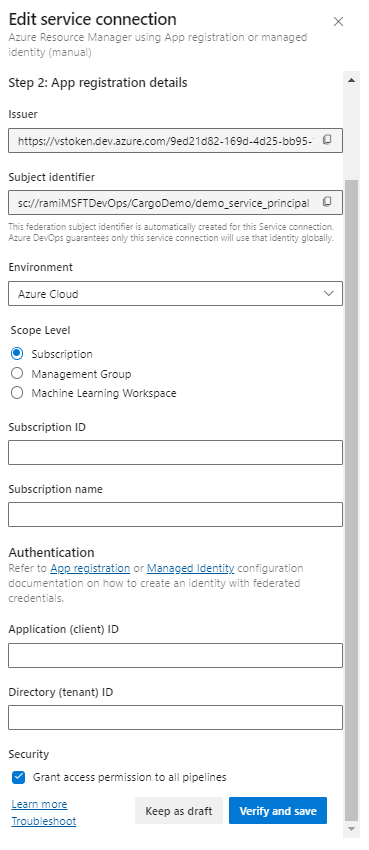 Edit service connection
Azure Resource Manager using App registration or managed
identity (manual)
Step 2: App registration details
Issuer
https://vstoken.dev.azure.com/9ed21d82-169d-4d25-bb95-
Subject identifier
sc://ramiMSFTDevOps/CargoDemo/demo_service_principal
This federation subject identifier is automatically created for this Service connection.
Azure DevOps guarantees only this service connection will use that identity globally.
Environment
Azure Cloud
Scope Level
Subscription
Management Group
Machine Learning Workspace
Subscription ID
Subscription name
Authentication
Refer to App registration or Managed Identity configuration
documentation on how to create an identity with federated
credentials.
Application (client) ID
Directory (tenant) ID
Security
Grant access permission to all pipelines
Learn more
Troubleshoot
Keep as draft
Verify and save